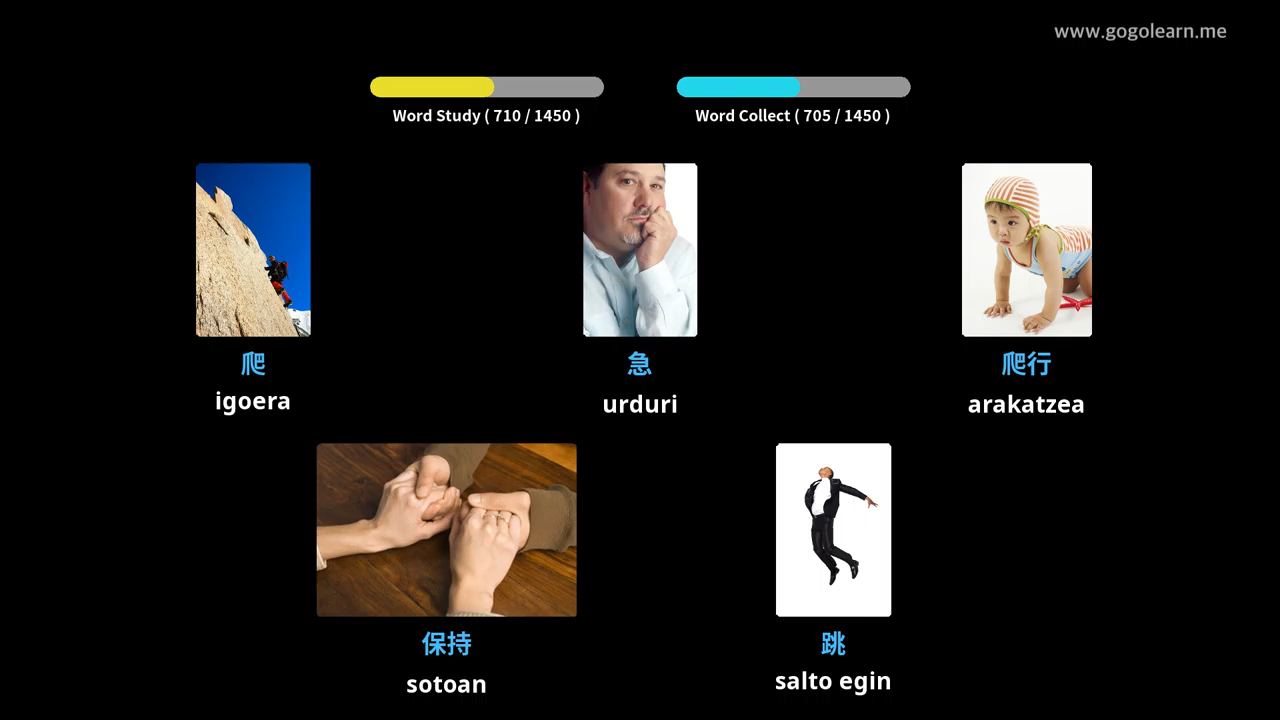 www.gogolearn.me
Word Study ( 710 / 1450 )
Word Collect ( 705 / 1450 )
爬
igoera
急
urduri
爬行
arakatzea
保持
sotoan
跳
salto egin